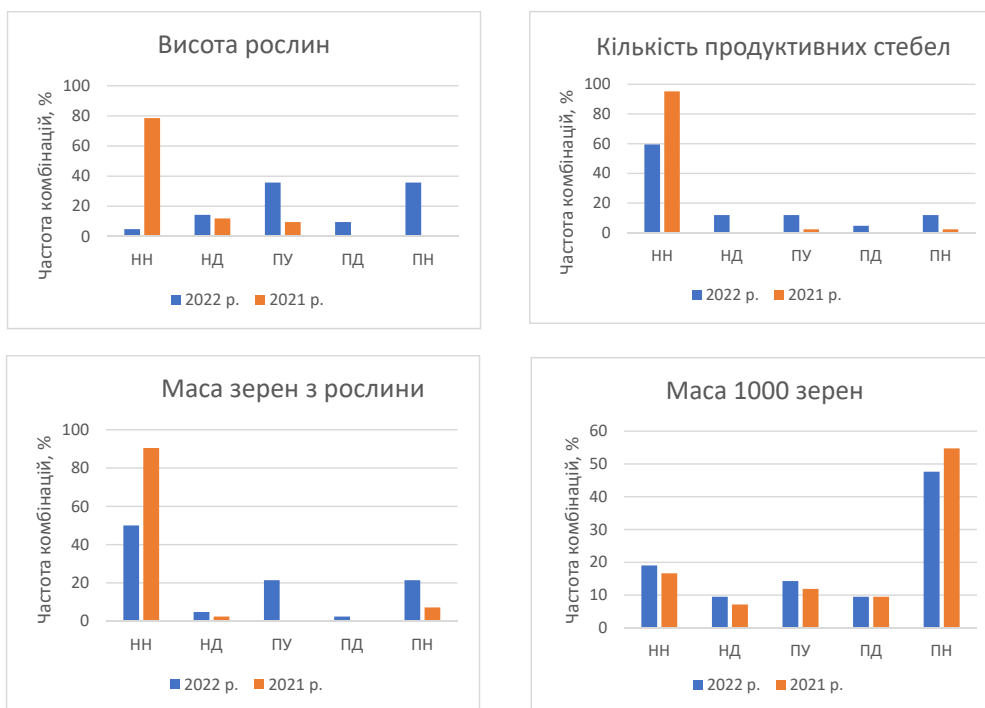 Висота рослин
Частота комбінацій, %
100
80
60
40
20
0
НН НД ПУ ПД ПН
2022 р. 2021 р.
Кількість продуктивних стебел
Частота комбінацій, %
100
80
60
40
20
0
НН НД ПУ ПД ПН
2022 р. 2021 р.
Маса зерен з рослини
Частота комбінацій, %
100
80
60
40
20
0
НН НД ПУ ПД ПН
2022 р. 2021 р.
Маса 1000 зерен
Частота комбінацій, %
60
50
40
30
20
10
0
НН НД ПУ ПД ПН
2022 р. 2021 р.